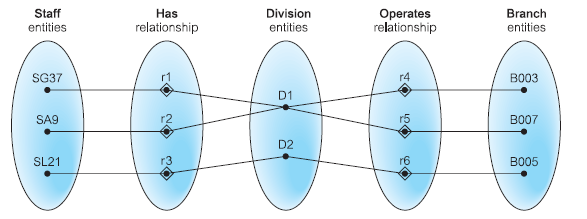 Staff Has Division Operates Branch
entities relationship entities relationship entities
SG37 r1 r4 B003
D1
SA9 r2 r5 B007
D2
SL21 r3 r6 B005